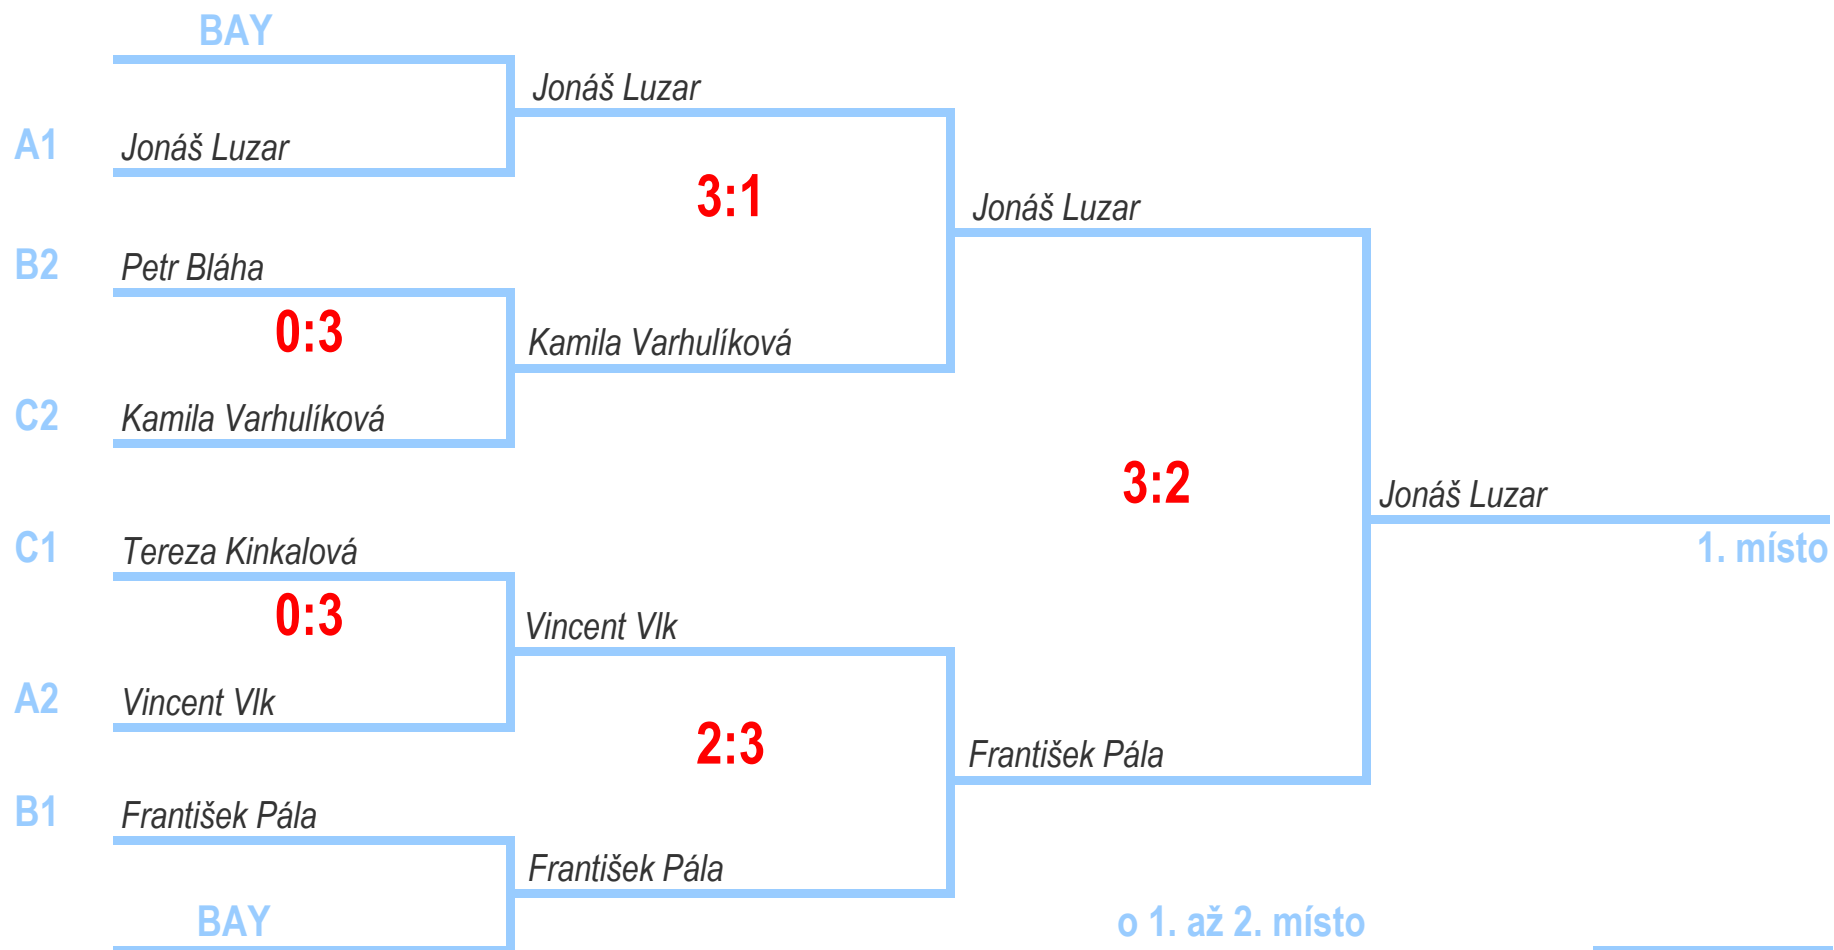 BAY
Jonáš Luzar
A1 Jonáš Luzar
3:1
Jonáš Luzar
B2 Petr Bláha
0:3
Kamila Varhulíková
C2 Kamila Varhulíková
3:2
Jonáš Luzar
1. místo
C1 Tereza Kinkalová
0:3
Vincent Vlk
A2 Vincent Vlk
2:3
František Pála
B1 František Pála
František Pála
BAY
o 1. až 2. místo